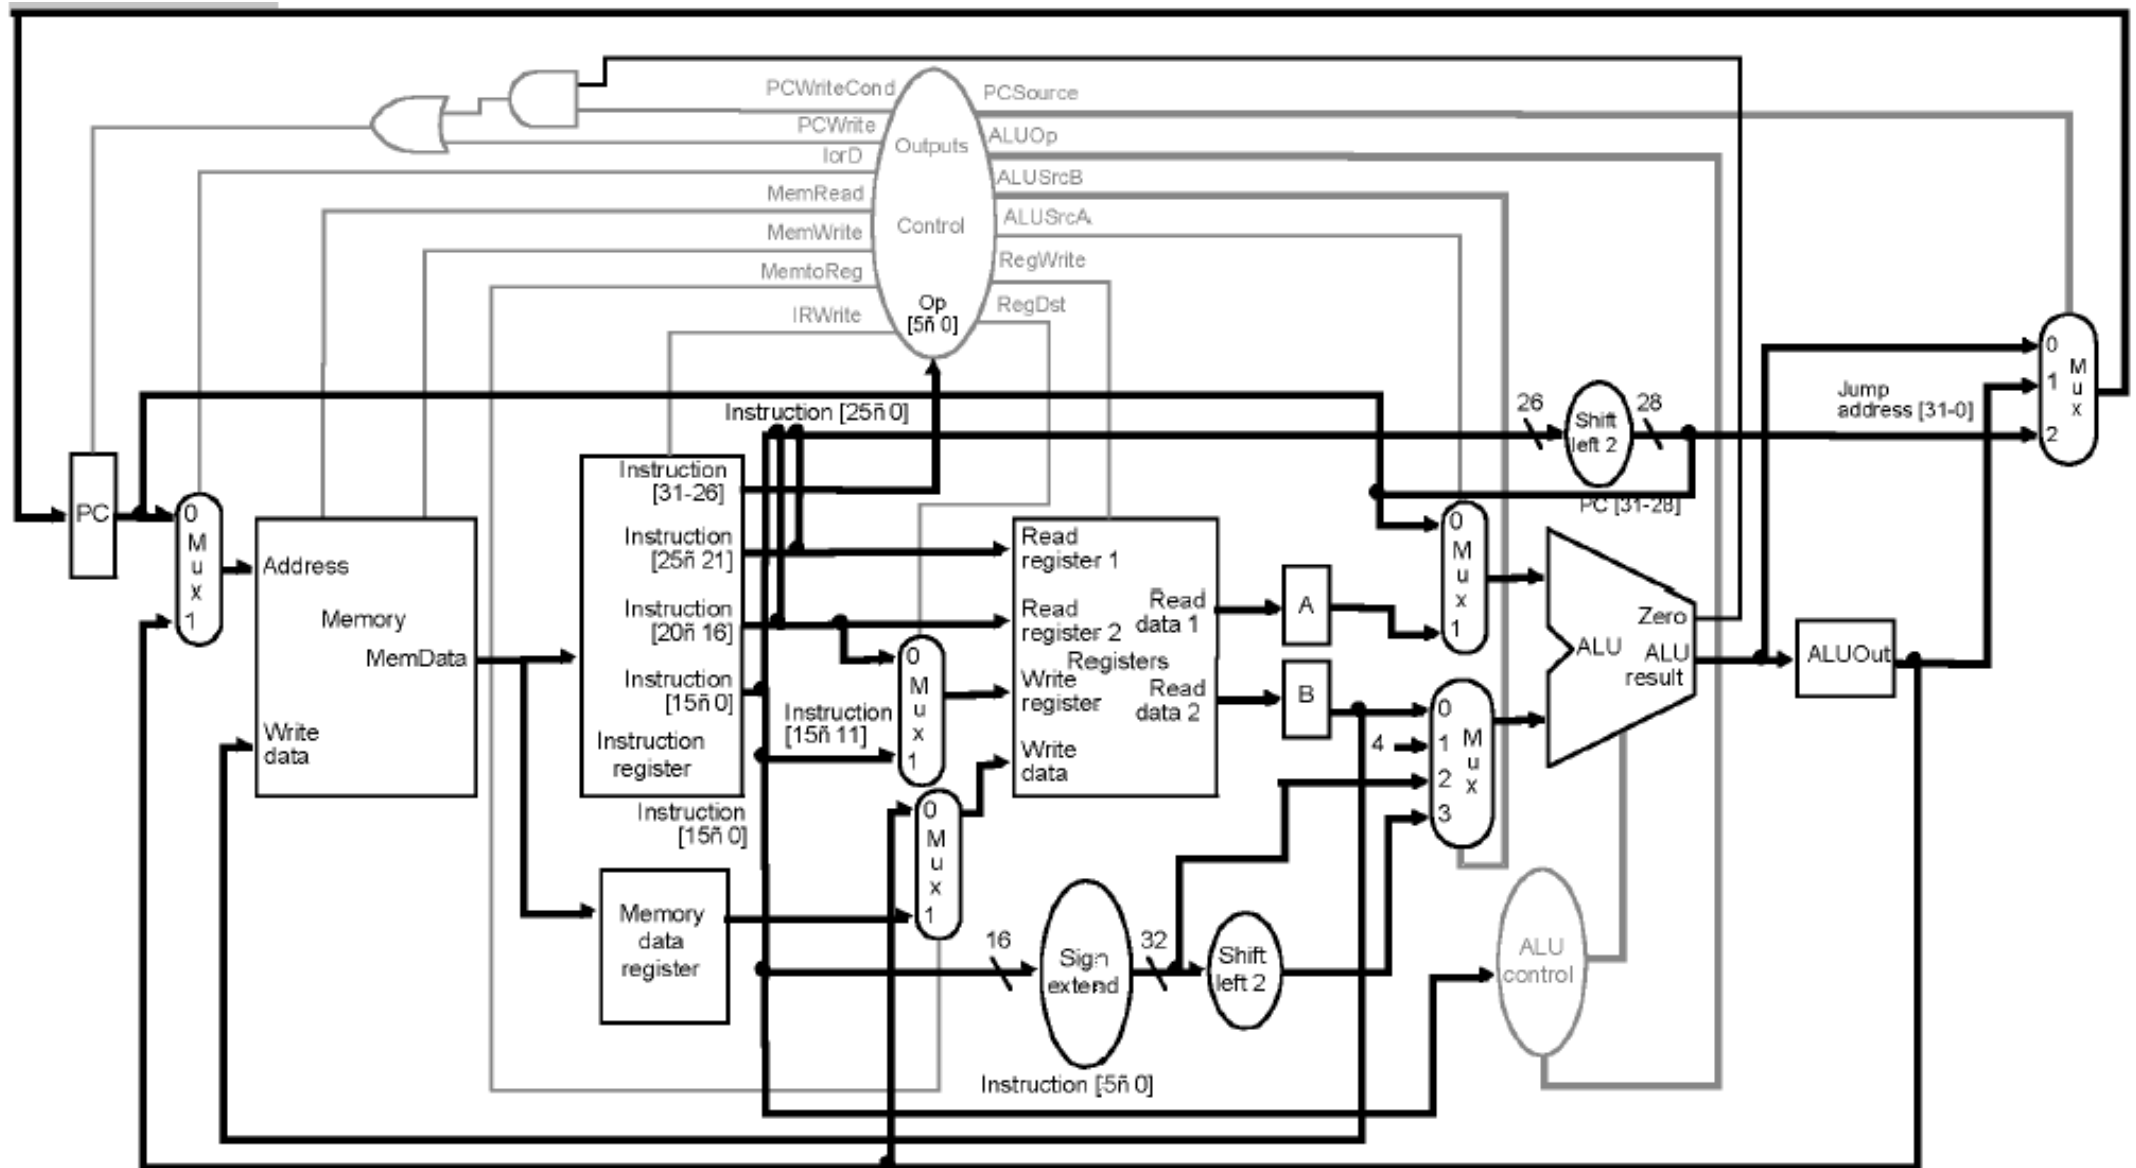 PCWriteCond
PCSource
PCWrite
ALUOp
Outputs
IorD
ALUSrcB
MemRead
ALUSrcA
Control
MemWrite
RegWrite
MemtoReg
Op
[5ñ 0]
RegDst
IRWrite
0
1
2
M
u
x
Jump
address [31-0]
26
28
Shift
left 2
PC [31-28]
Instruction [25ñ 0]
PC
0
M
u
x
1
Address
Memory
MemData
Write
data
Instruction
[31-26]
Instruction
[25ñ 21]
Instruction
[20ñ 16]
Instruction
[15ñ 0]
Instruction
register
Instruction
[15ñ 0]
Instruction
[15ñ 11]
0
M
u
x
1
0
M
u
x
1
Memory
data
register
Read
register 1
Read
register 2
Write
register
Write
data
Registers
Read
data 1
Read
data 2
A
B
0
M
u
x
1
4
0
1
2
3
M
u
x
Zero
ALU
ALU
result
ALUOut
16
Sign
extend
32
Shift
left 2
ALU
control
Instruction [5ñ 0]